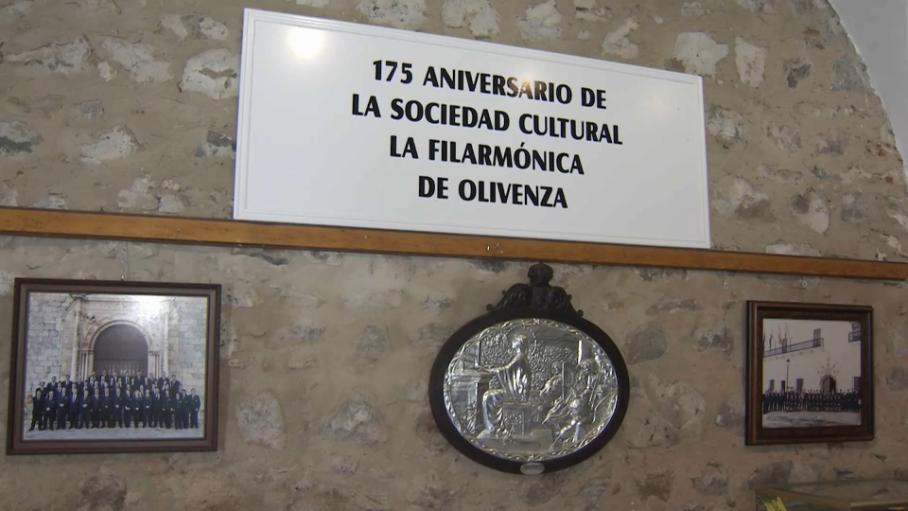 175 ANIVERSARIO DE
LA SOCIEDAD CULTURAL
LA FILARMÓNICA
DE OLIVENZA